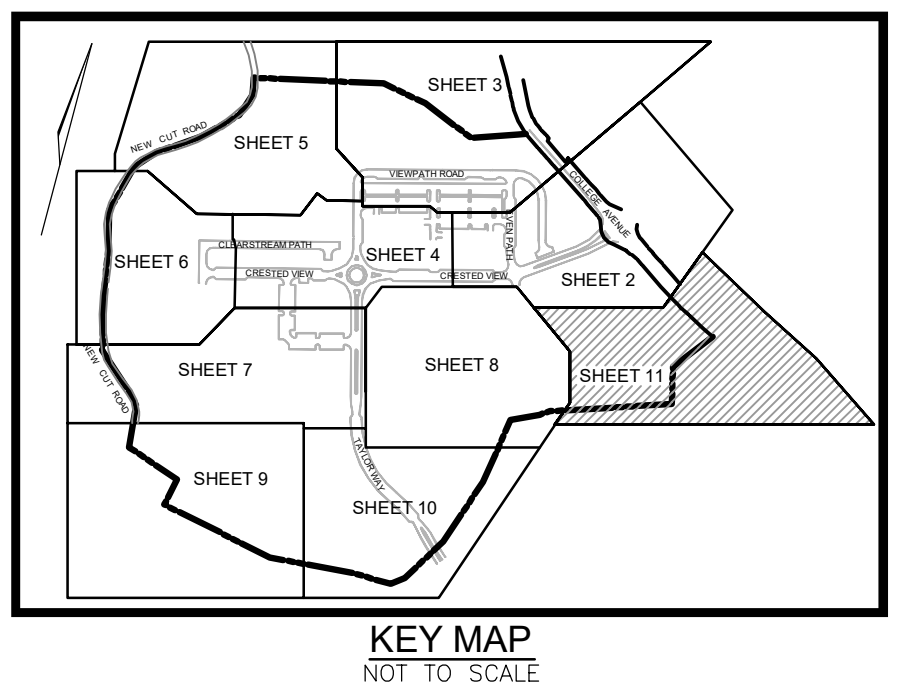 SHEET 3
NEW CUT ROAD
SHEET 5
VIEWPATH ROAD
COLLEGE AVENUE
VEN PATH
CLEARSTREAM PATH
SHEET 4
SHEET 6
CRESTED VIEW
CRESTED VIEW
SHEET 2
NEW CUT ROAD
SHEET 7
SHEET 8
SHEET 11
TAYLOR WAY
SHEET 9
SHEET 10
KEY MAP
NOT TO SCALE